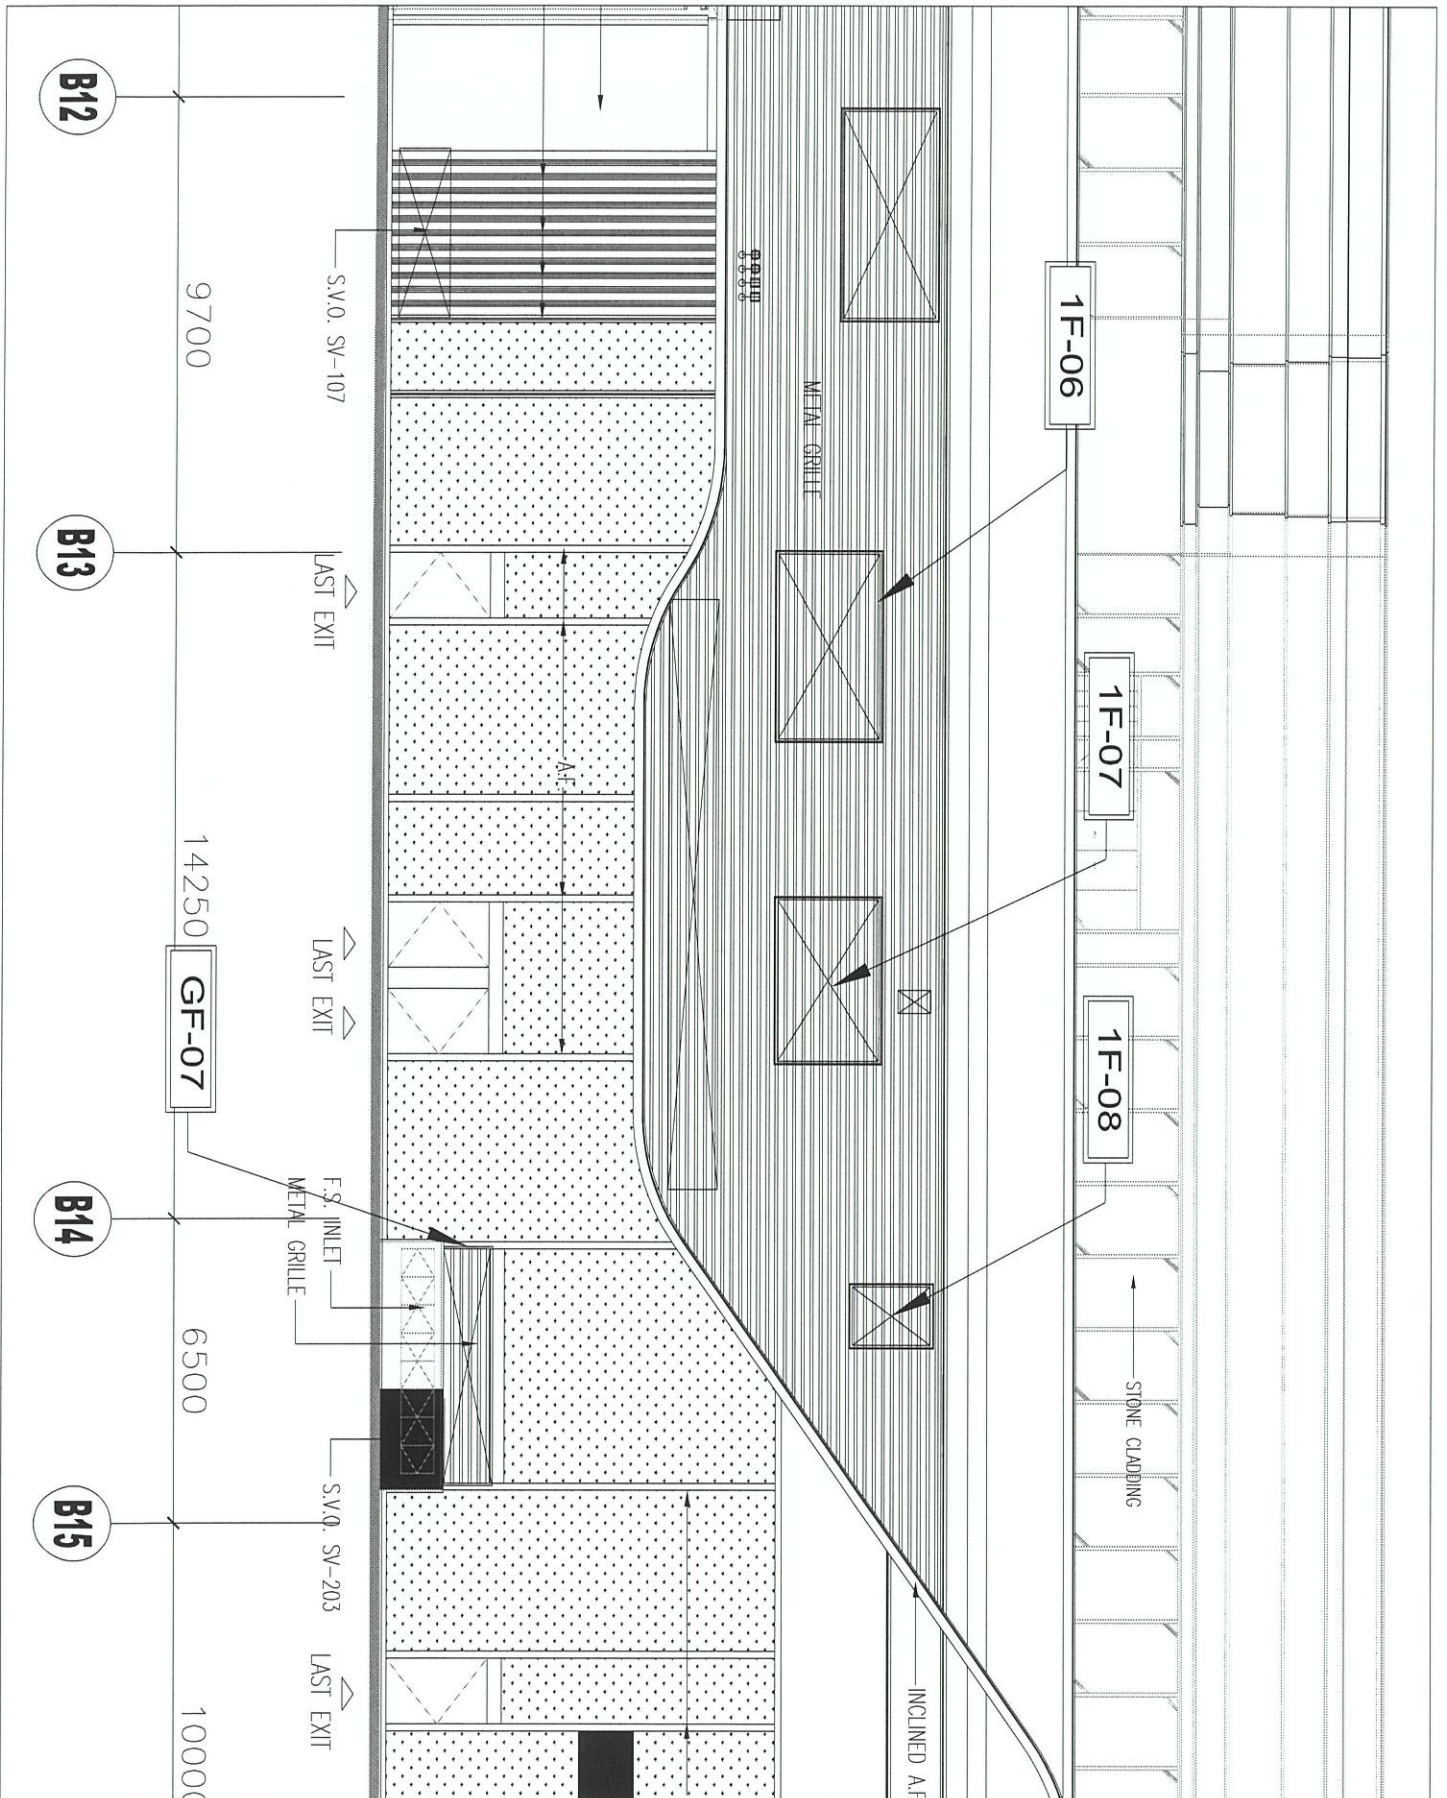 1F-06
1F-07
1F-08
METAL GRILLE
STONE CLADDING
INCLINED A.F
A.F.
S.V.O. SV-107
LAST EXIT
LAST EXIT
F.S. INLET
METAL GRILLE
S.V.O. SV-203
LAST EXIT
9700
14250
GF-07
6500
B12
B13
B14
B15